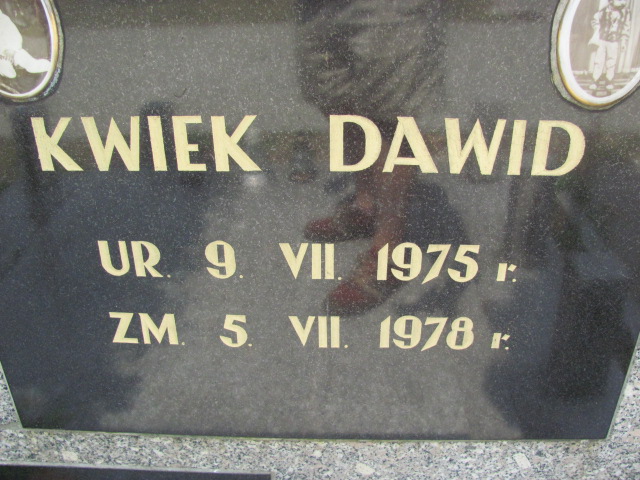 KWIEK DAWID
UR. 9. VII. 1975 r.
ZM. 5. VII. 1978 r.